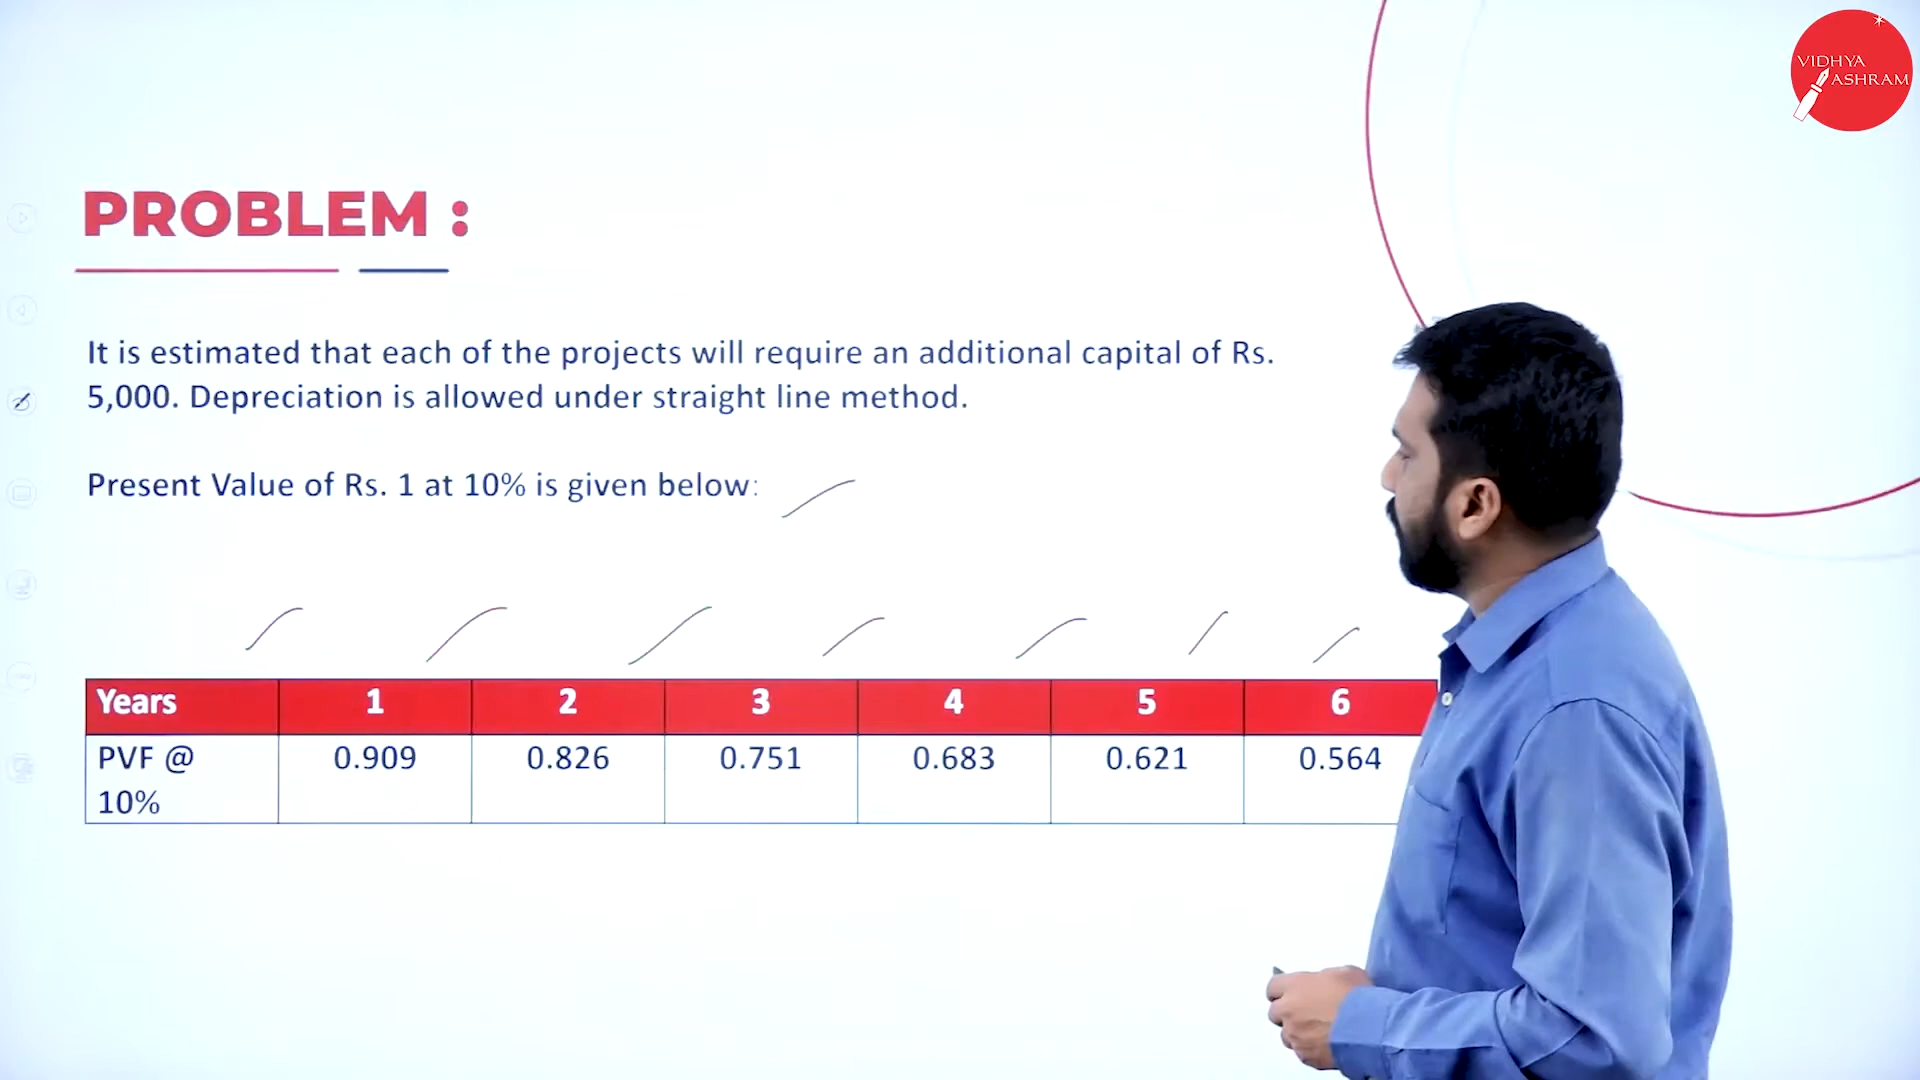 VIDHYA
ASHRAM
PROBLEM :
It is estimated that each of the projects will require an additional capital of Rs.
5,000. Depreciation is allowed under straight line method.
Present Value of Rs. 1 at 10% is given below:
Years 1 2 3 4 5 6
PVF @ 0.909 0.826 0.751 0.683 0.621 0.564
10%